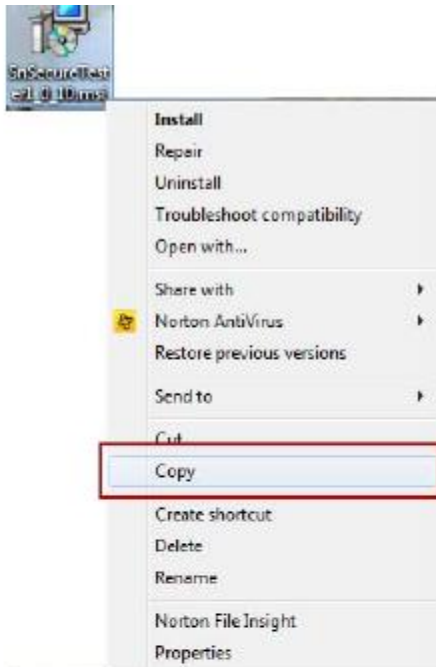 Install
Repair
Uninstall
Troubleshoot compatibility
Open with...
Share with
Norton AntiVirus
Restore previous versions
Send to
Cut
Copy
Create shortcut
Delete
Rename
Norton File Insight
Properties